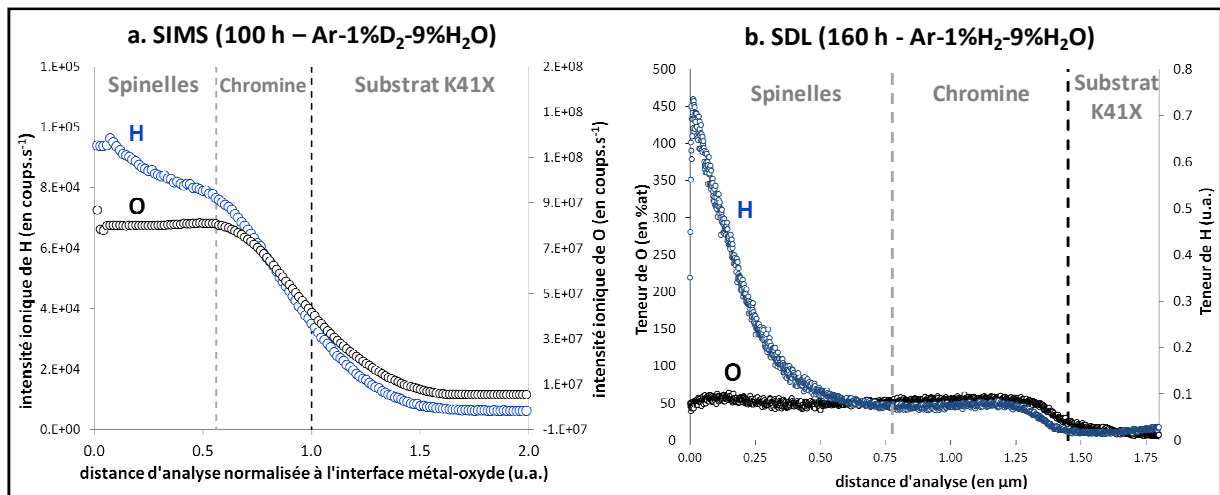 a. SIMS (100 h – Ar-1%D₂-9%H₂O)
1.E+05
1.E+05
8.E+04
6.E+04
4.E+04
2.E+04
0.E+00
intensité ionique de H (en coups.s⁻¹)
Spinelles
Chromine
Substrat K41X
H
O
2.E+08
1.E+08
1.E+08
9.E+07
7.E+07
5.E+07
3.E+07
1.E+07
-1.E+07
intensité ionique de O (en coups.s⁻¹)
0.0 0.5 1.0 1.5 2.0
distance d'analyse normalisée à l'interface métal-oxyde (u.a.)
b. SDL (160 h - Ar-1%H₂-9%H₂O)
500
450
400
350
300
250
200
150
100
50
0
Teneur de O (en %at)
Spinelles
Chromine
Substrat
K41X
H
O
0.8
0.7
0.6
0.5
0.4
0.3
0.2
0.1
0
Teneur de H (u.a.)
0.00 0.25 0.50 0.75 1.00 1.25 1.50 1.75
distance d'analyse (en µm)